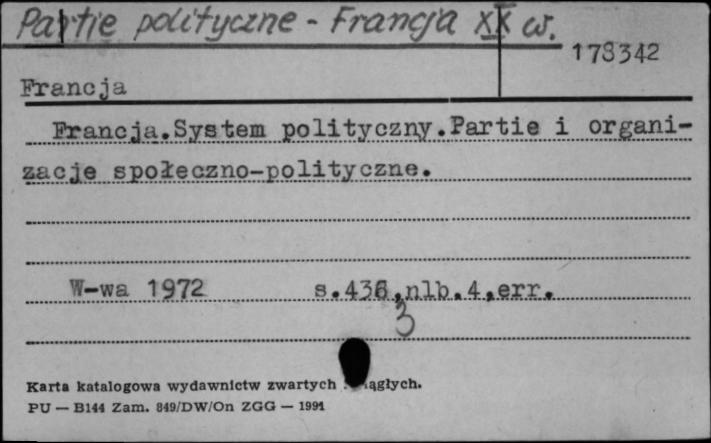 Partie polityczne - Francja XX w.
178342
Francja
Francja.System polityczny.Partie i organi-
zacje społeczno-polityczne.
W-wa 1972 s.436,nlb.4,err.
3
Karta katalogowa wydawnictw zwartych
PU — B144 Zam. 849/DW/On ZGG — 1991